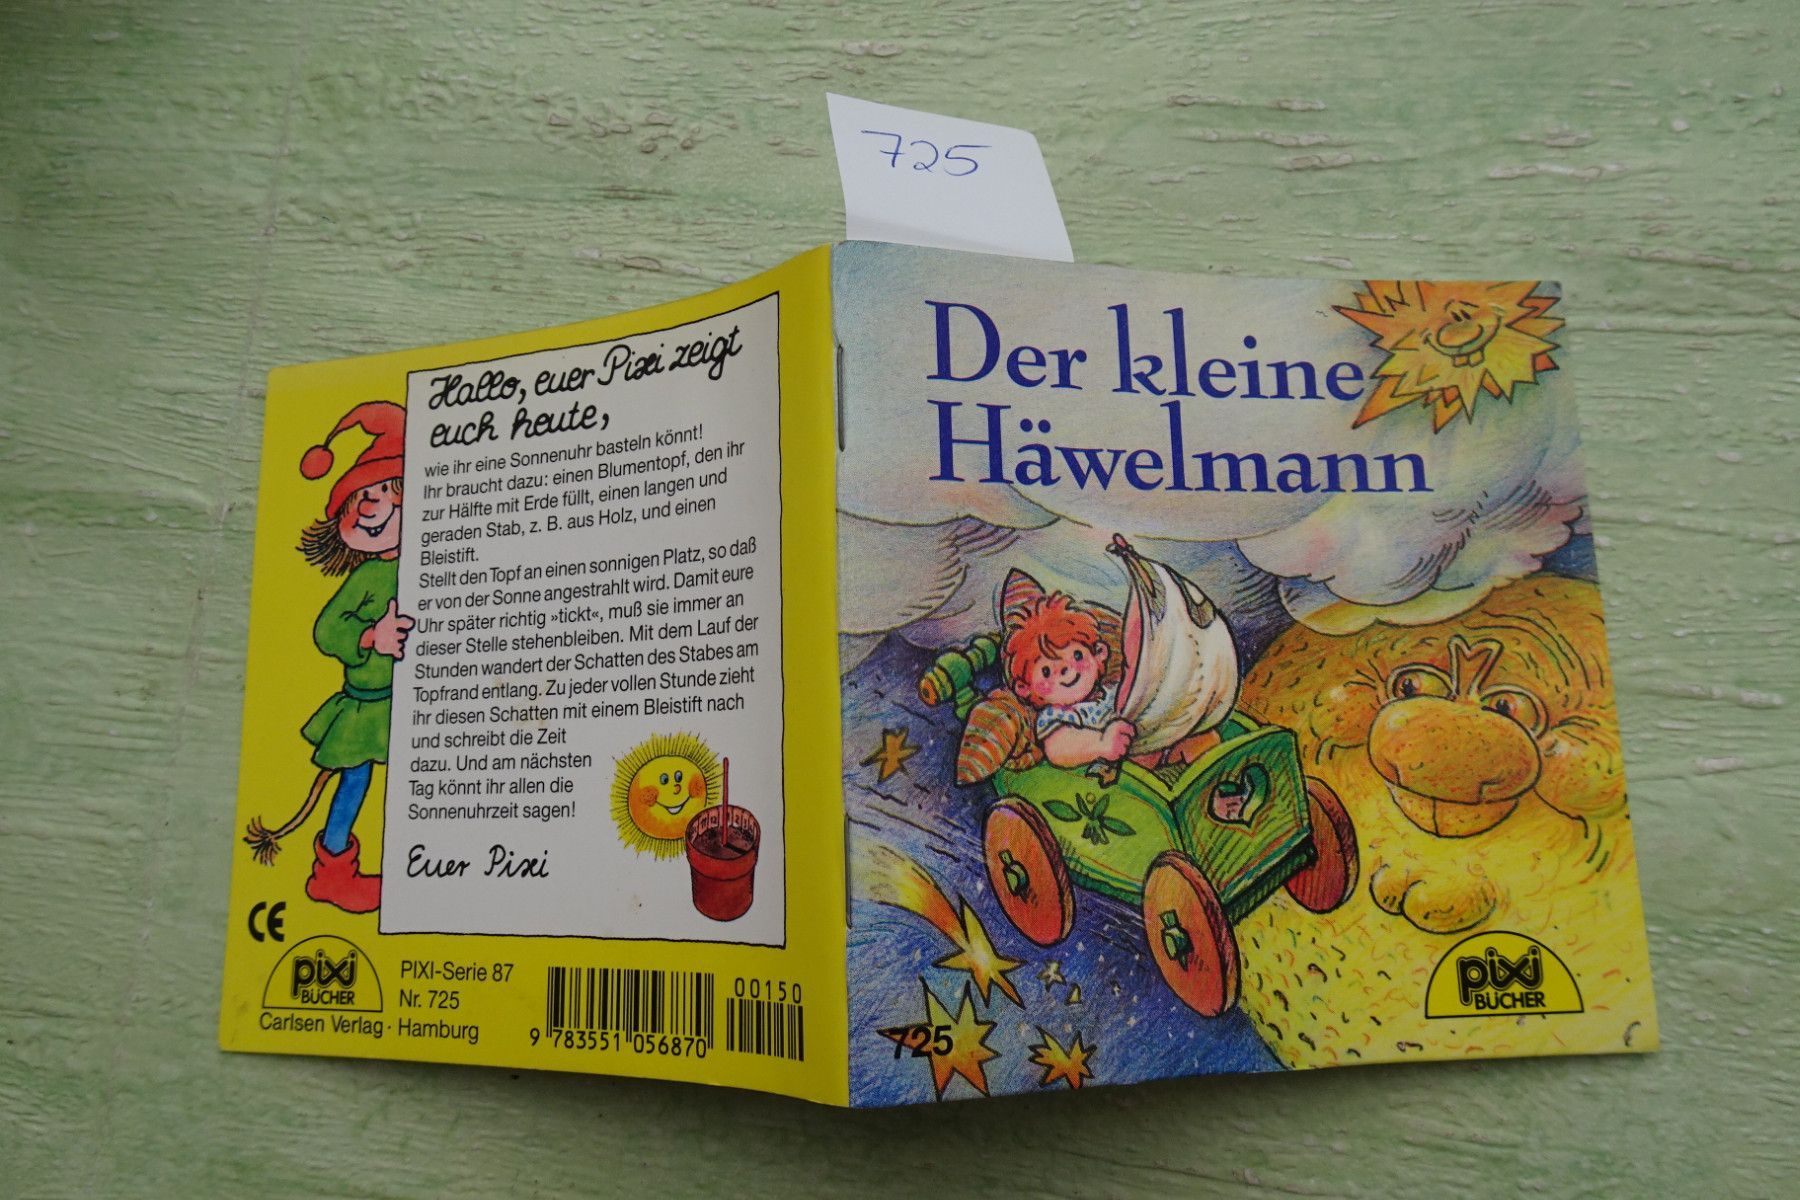 725
Hallo, euer Pixi zeigt
euch heute,
wie ihr eine Sonnenuhr basteln könnt!
Ihr braucht dazu: einen Blumentopf, den ihr
zur Hälfte mit Erde füllt, einen langen und
geraden Stab, z. B. aus Holz, und einen
Bleistift.
Stellt den Topf an einen sonnigen Platz, so daß
er von der Sonne angestrahlt wird. Damit eure
Uhr später richtig »tickt«, muß sie immer an
dieser Stelle stehenbleiben. Mit dem Lauf der
Stunden wandert der Schatten des Stabes am
Topfrand entlang. Zu jeder vollen Stunde zieht
ihr diesen Schatten mit einem Bleistift nach
und schreibt die Zeit
dazu. Und am nächsten
Tag könnt ihr allen die
Sonnenuhrzeit sagen!
Euer Pixi
CE
pixi
BÜCHER
PIXI-Serie 87
Nr. 725
Carlsen Verlag · Hamburg
9 783551 056870
00150
Der kleine
Häwelmann
725
pixi
BÜCHER